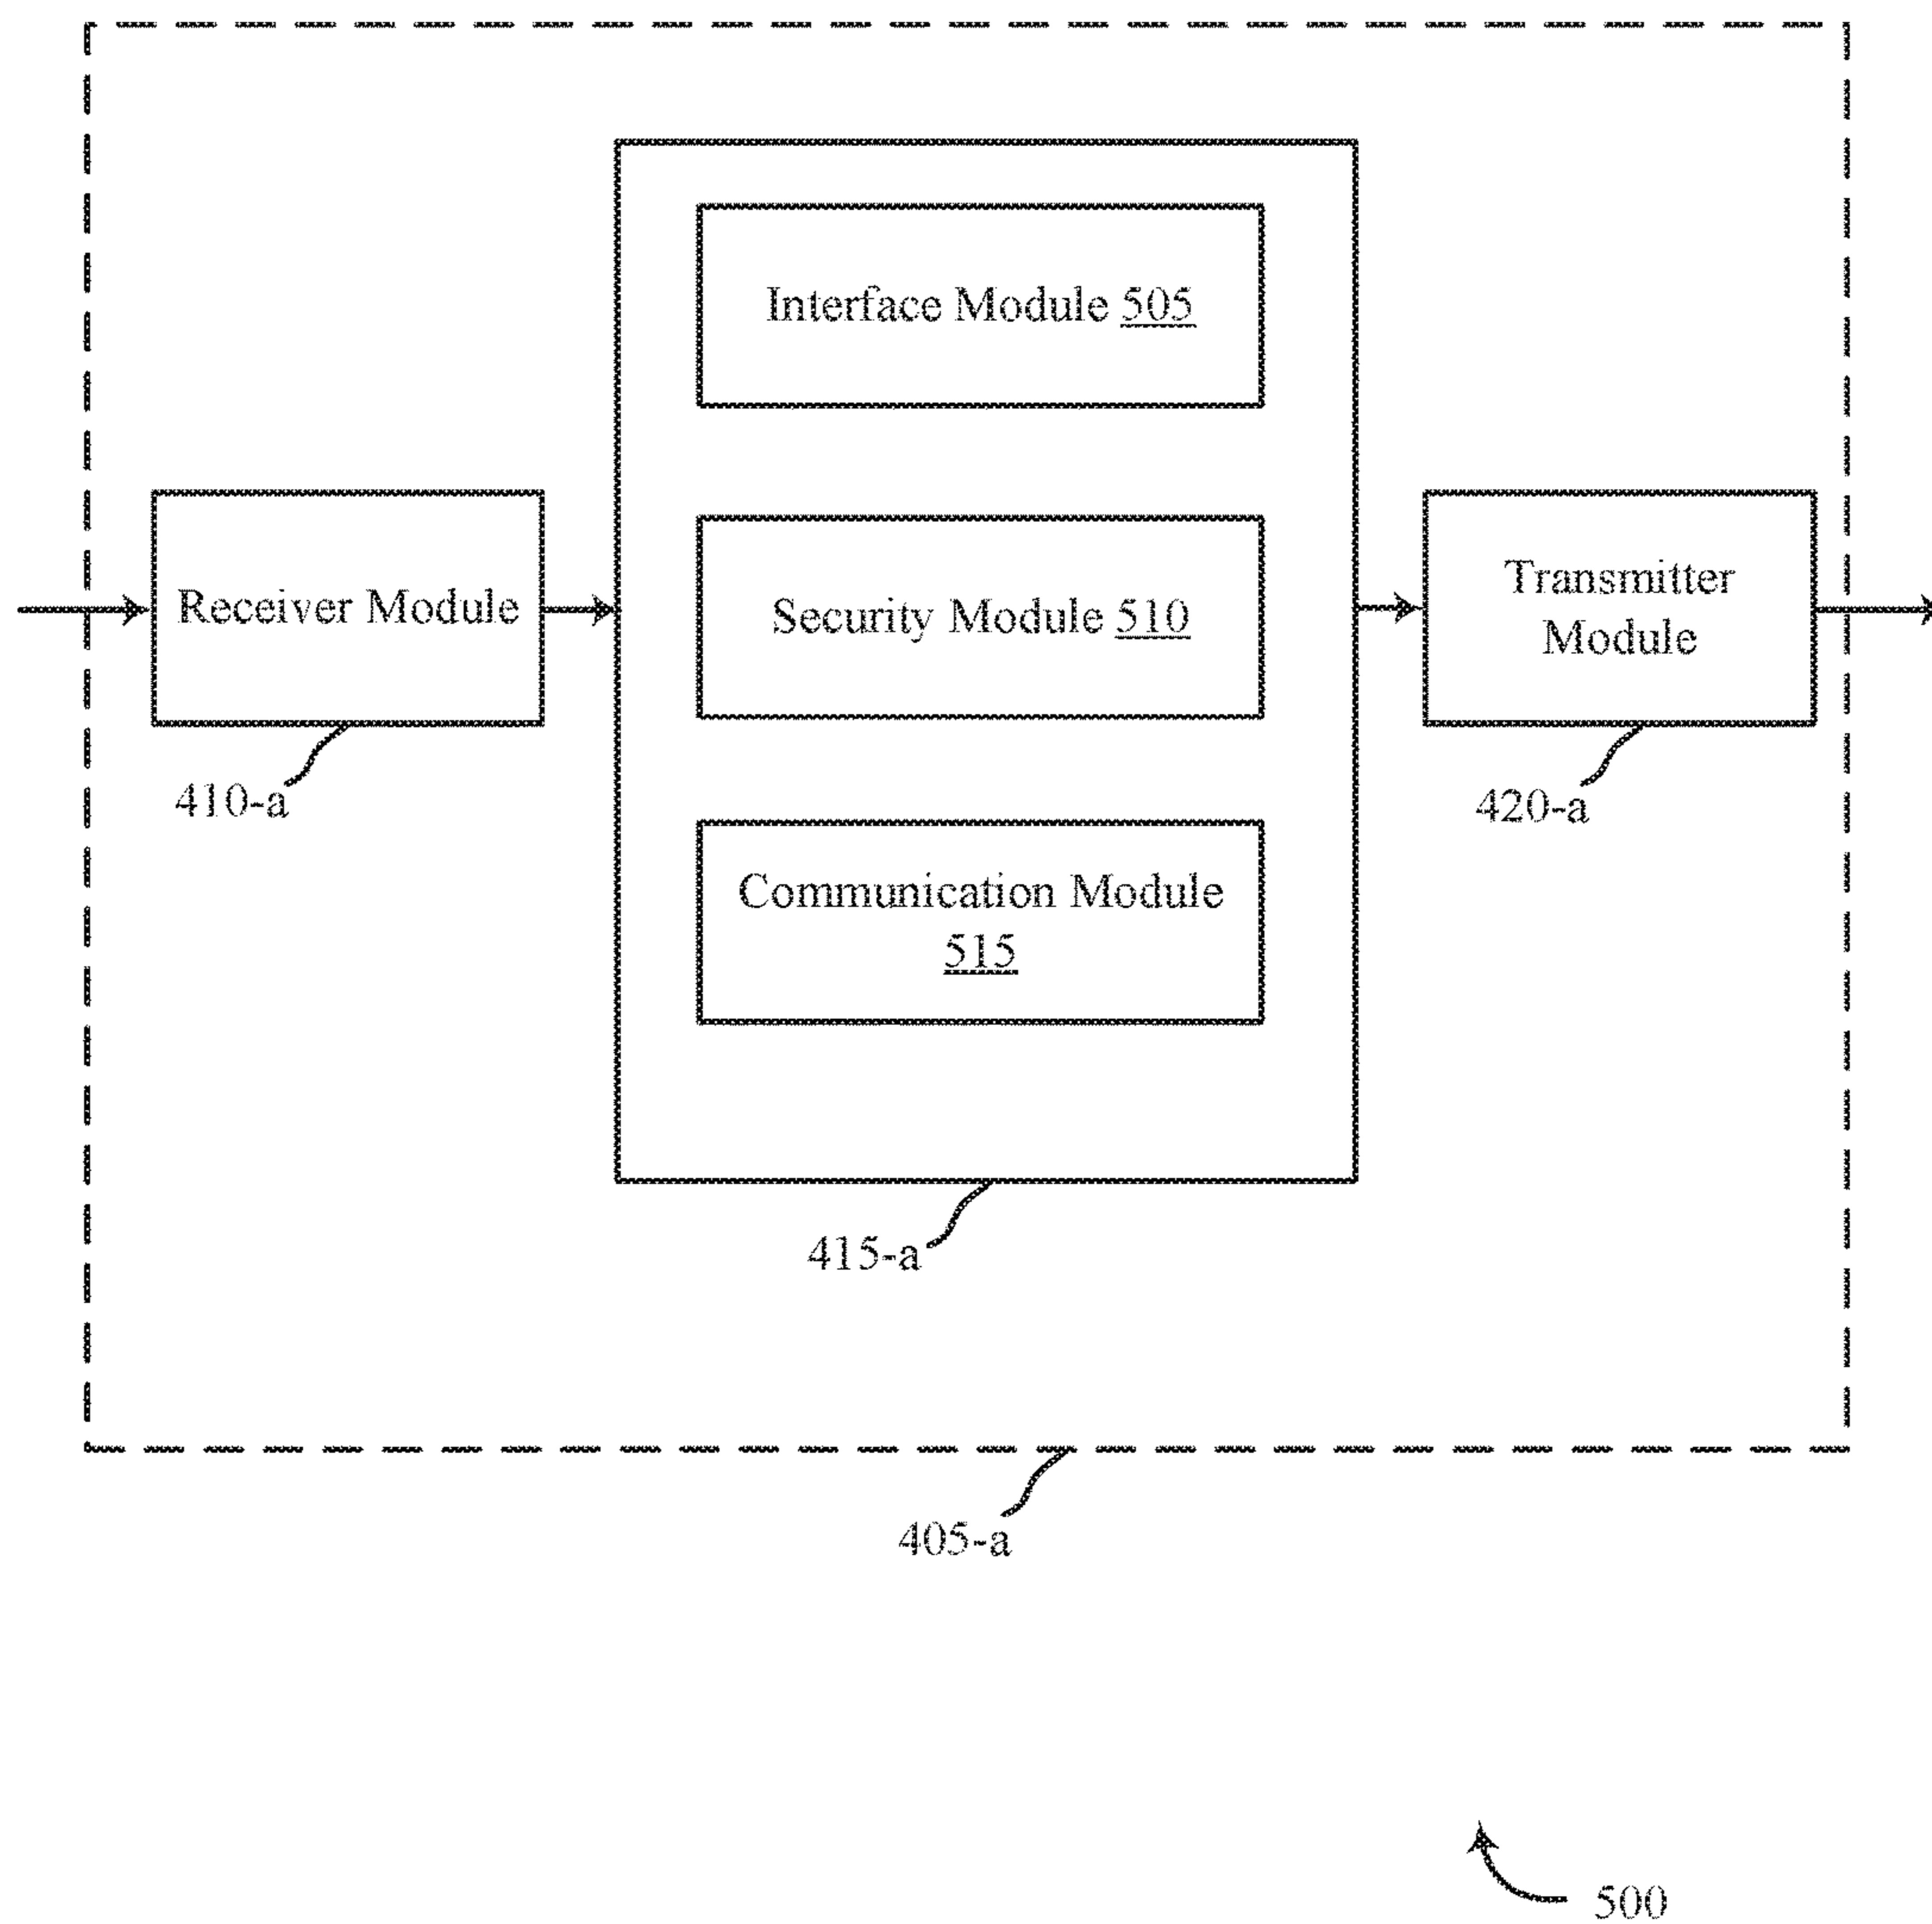 Interface Module 505
Receiver Module
Security Module 510
Transmitter
Module
410-a
420-a
Communication Module
515
415-a
405-a
500